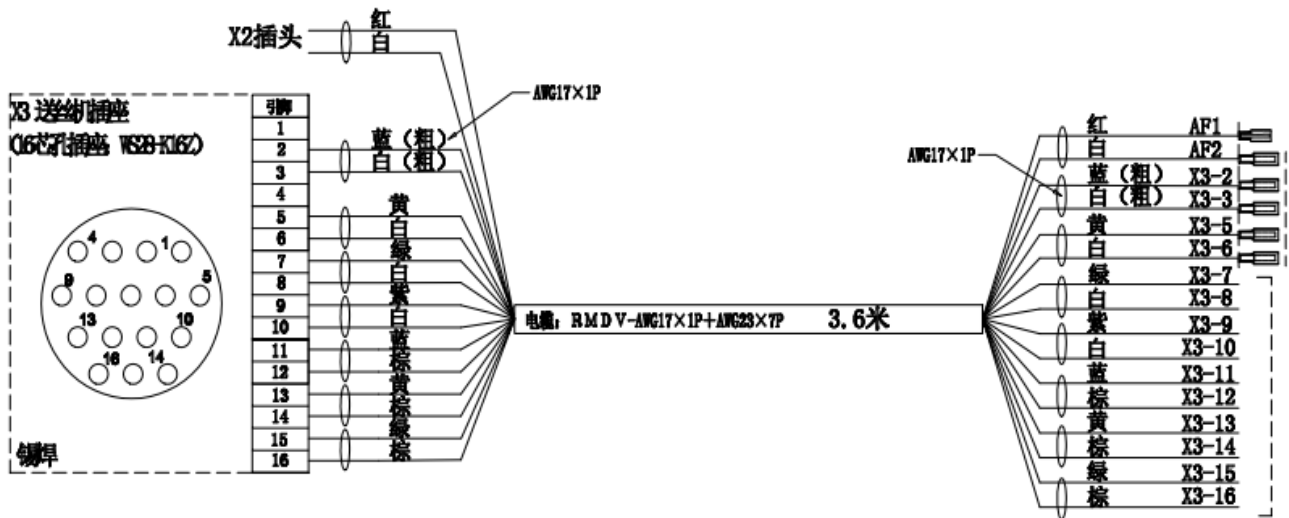 X2插头
红
白
AWG17×1P
X3 送丝机插座
(16芯孔插座: WS28-K16Z)
4
1
9
5
13
10
16
14
锡焊
引脚
1
2
3
4
5
6
7
8
9
10
11
12
13
14
15
16
蓝(粗)
白(粗)
黄
白
绿
白
紫
白
蓝
棕
黄
棕
绿
棕
电缆: RMDV-AWG17×1P+AWG23×7P 3.6米
AWG17×1P
红 AF1
白 AF2
蓝(粗) X3-2
白(粗) X3-3
黄 X3-5
白 X3-6
绿 X3-7
白 X3-8
紫 X3-9
白 X3-10
蓝 X3-11
棕 X3-12
黄 X3-13
棕 X3-14
绿 X3-15
棕 X3-16